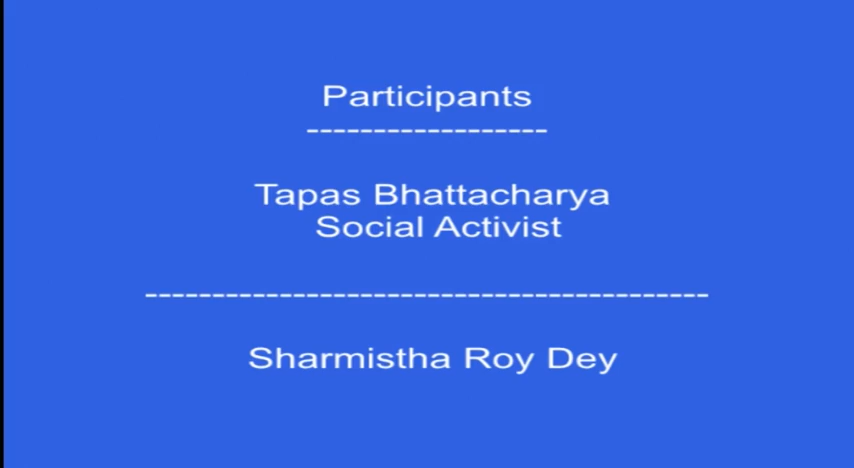 Participants
------------------
Tapas Bhattacharya
Social Activist
------------------------------------------
Sharmistha Roy Dey